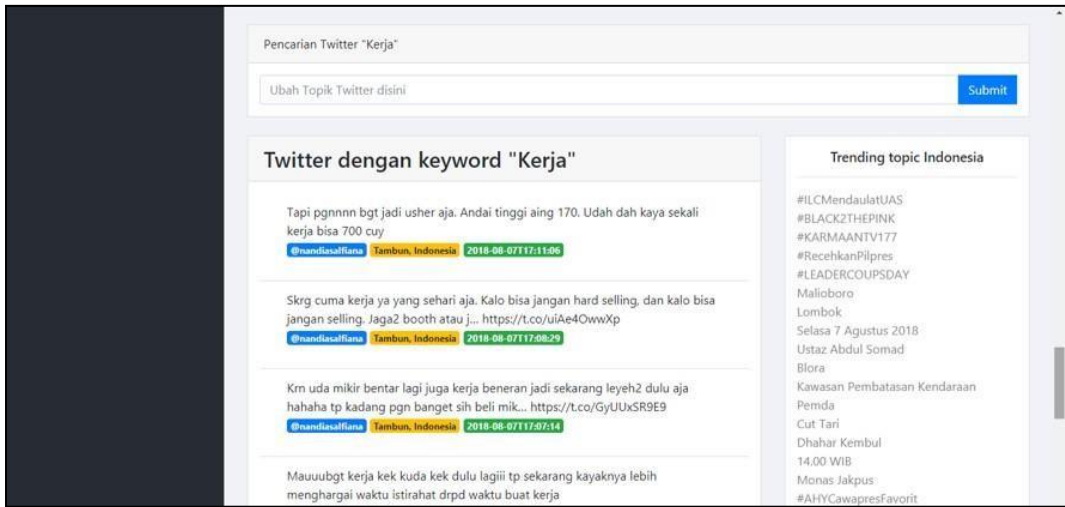 Pencarian Twitter "Kerja"
Ubah Topik Twitter disini
Submit
Twitter dengan keyword "Kerja"
Tapi pgnnnn bgt jadi usher aja. Andai tinggi aing 170. Udah dah kaya sekali
kerja bisa 700 cuy
@nandiasalfiana Tambun, Indonesia 2018-08-07T17:11:06
Skrg cuma kerja ya yang sehari aja. Kalo bisa jangan hard selling, dan kalo bisa
jangan selling. Jaga2 booth atau j... https://t.co/uiAe4OwwXp
@nandiasalfiana Tambun, Indonesia 2018-08-07T17:08:29
Krn uda mikir bentar lagi juga kerja beneran jadi sekarang leyeh2 dulu aja
hahaha tp kadang pgn banget sih beli mik... https://t.co/GyUUxSR9E9
@nandiasalfiana Tambun, Indonesia 2018-08-07T17:07:14
Mauuubgt kerja kek kuda kek dulu lagiii tp sekarang kayaknya lebih
menghargai waktu istirahat drpd waktu buat kerja
Trending topic Indonesia
#ILCMendaulatUAS
#BLACK2THEPINK
#KARMAANTV177
#RecehkanPilpres
#LEADERCOUPSDAY
Malioboro
Lombok
Selasa 7 Agustus 2018
Ustaz Abdul Somad
Blora
Kawasan Pembatasan Kendaraan
Pemda
Cut Tari
Dhahar Kembul
14.00 WIB
Monas Jakpus
#AHYCawapresFavorit